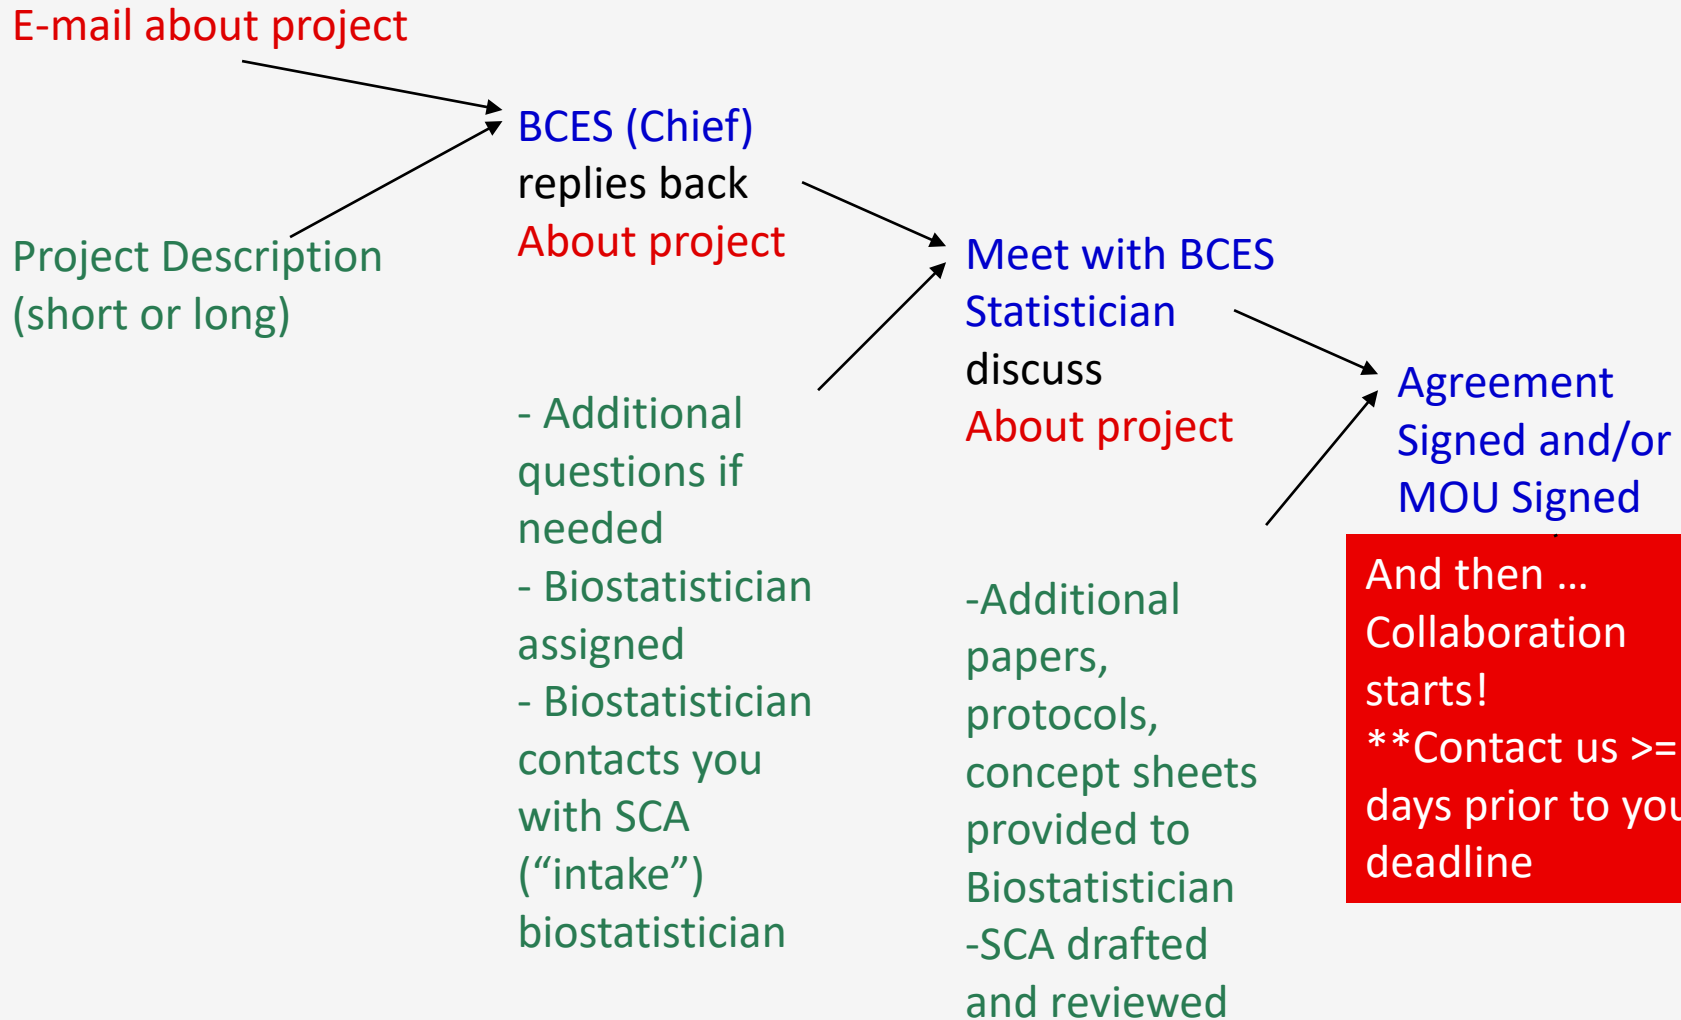 E-mail about project
Project Description
(short or long)
BCES (Chief)
replies back
About project
- Additional
questions if
needed
- Biostatistician
assigned
- Biostatistician
contacts you
with SCA
(“intake”)
biostatistician
Meet with BCES
Statistician
discuss
About project
-Additional
papers,
protocols,
concept sheets
provided to
Biostatistician
-SCA drafted
and reviewed
Agreement
Signed and/or
MOU Signed
And then …
Collaboration
starts!
**Contact us >=
days prior to
deadline